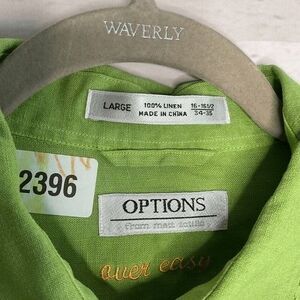 WAVERLY
LARGE
100% LINEN
MADE IN CHINA
16-16 1/2
34-35
2396
OPTIONS
from matt
over easy